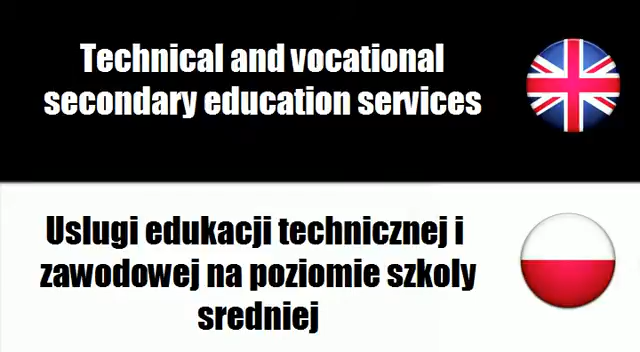 Technical and vocational
secondary education services
Uslugi edukacji technicznej i
zawodowej na poziomie szkoly
sredniej